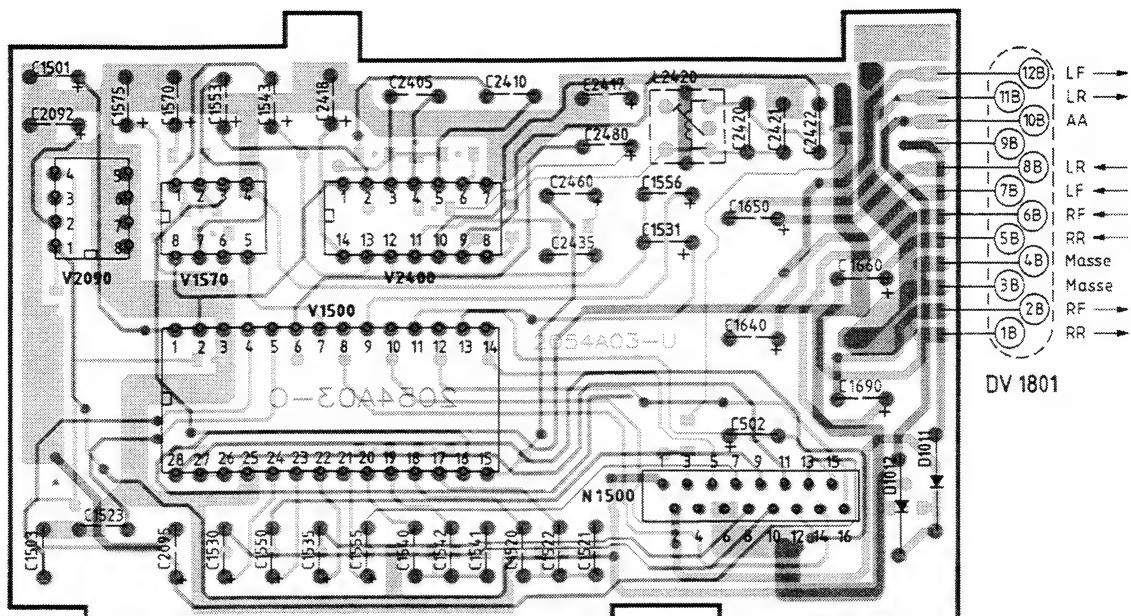 C1501
C2092
C1575
C1570
C1553
C1543
C2418
C2405
C2410
C2417
L2420
C2480
C2420
C2421
C2422
12B LF
11B LR
10B AA
9B
8B LR
7B LF
6B RF
5B RR
4B Masse
3B Masse
2B RF
1B RR
DV 1801
4 5
3 6
2 7
1 8
V2090
1 2 3 4
8 7 6 5
V1570
1 2 3 4 5 6 7
14 13 12 11 10 9 8
V2400
C2460
C2435
C1556
C1531
C1650
C1660
C1640
C1690
V1500
1 2 3 4 5 6 7 8 9 10 11 12 13 14
2054A03-U
2054A03-O
28 27 26 25 24 23 22 21 20 19 18 17 16 15
C502
1 3 5 7 9 11 13 15
N1500
2 4 6 8 10 12 14 16
D1012
D1011
C1503
C1523
C2095
C1530
C1550
C1535
C1555
C1540
C1542
C1541
C1520
C1522
C1521